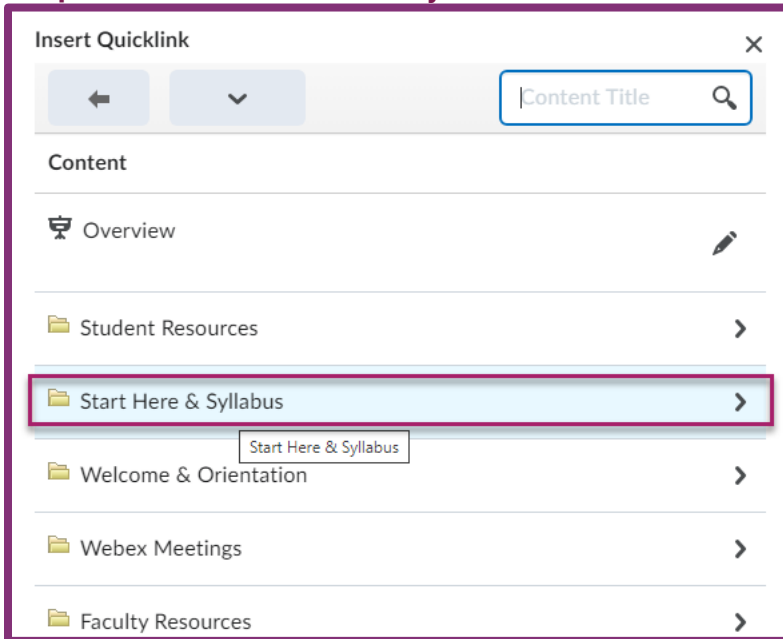 Insert Quicklink
Content Title
Content
Overview
Student Resources
Start Here & Syllabus
Start Here & Syllabus
Welcome & Orientation
Webex Meetings
Faculty Resources